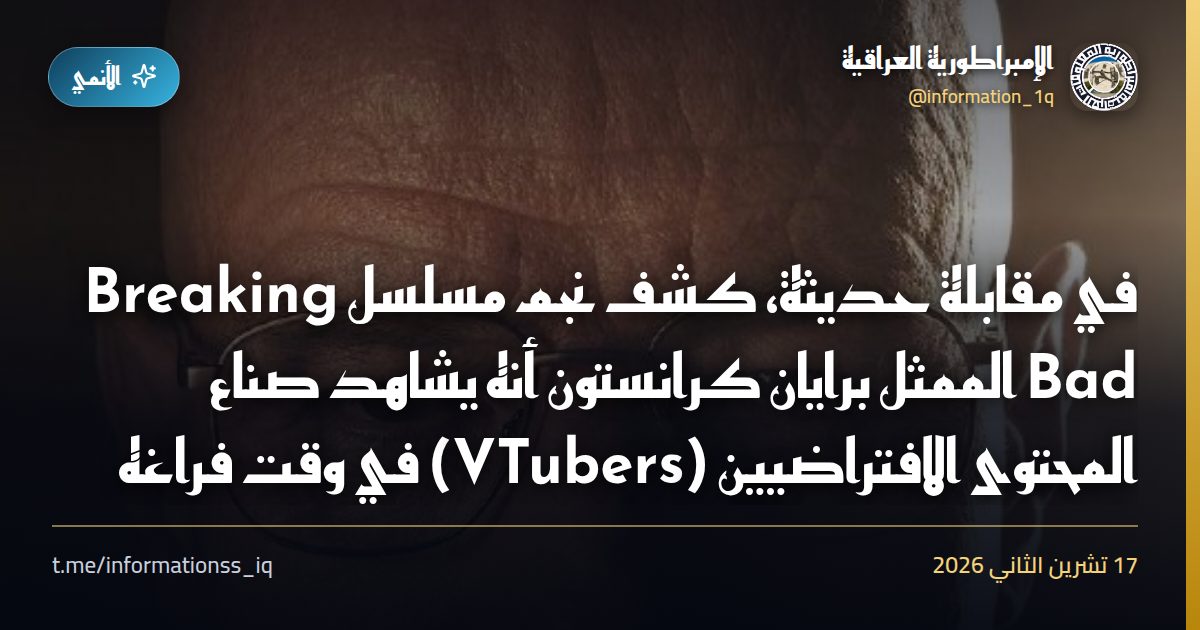 الإمبراطورية العراقية
@information_1q
الأنمي
في مقابلة حديثة، كشف نجم مسلسل Breaking
Bad الممثل برايان كرانستون أنه يشاهد صناع
المحتوى الافتراضيين (VTubers) في وقت فراغه
17 تشرين الثاني 2026
t.me/informationss_iq